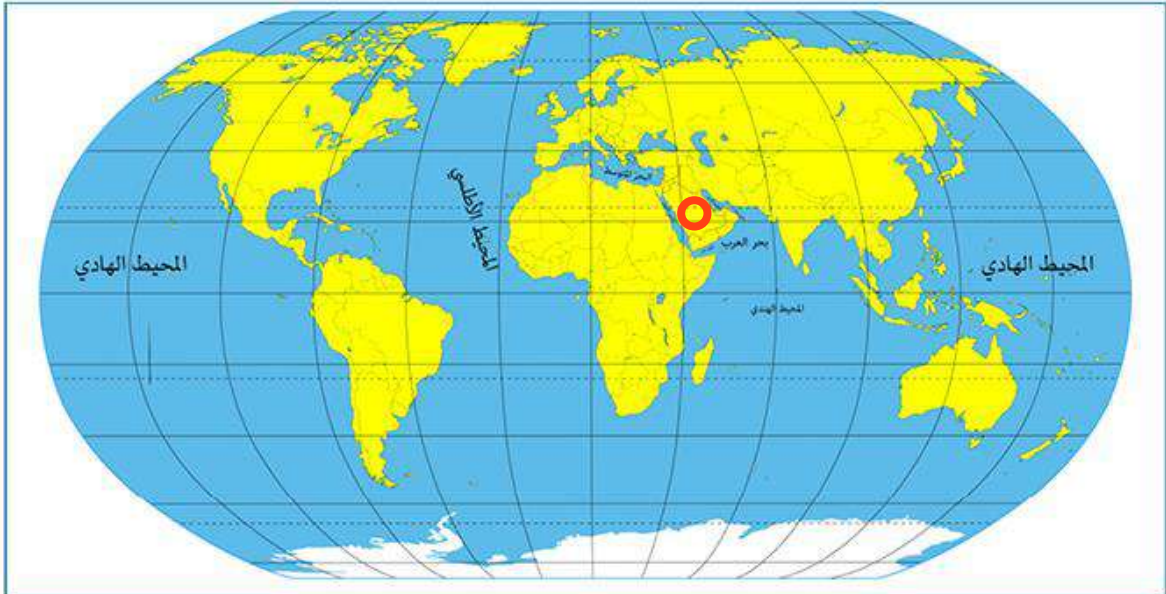 البحر المتوسط
المحيط الأطلسي
بحر العرب
المحيط الهادي
المحيط الهادي
المحيط الهندي